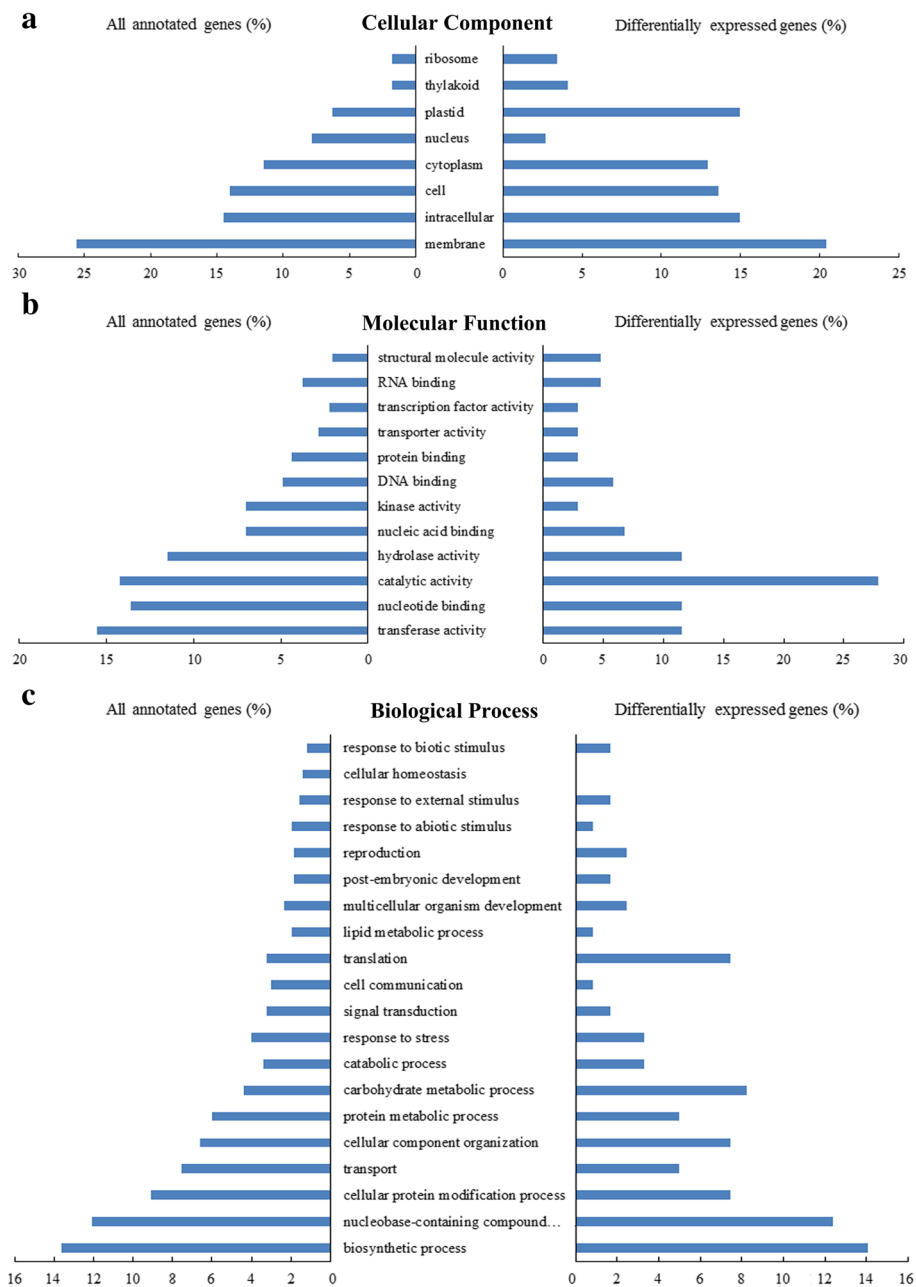 a
All annotated genes (%) Cellular Component Differentially expressed genes (%)
ribosome
thylakoid
plastid
nucleus
cytoplasm
cell
intracellular
membrane
30 25 20 15 10 5 0 0 5 10 15 20 25
b
All annotated genes (%) Molecular Function Differentially expressed genes (%)
structural molecule activity
RNA binding
transcription factor activity
transporter activity
protein binding
DNA binding
kinase activity
nucleic acid binding
hydrolase activity
catalytic activity
nucleotide binding
transferase activity
20 15 10 5 0 0 5 10 15 20 25 30
c
All annotated genes (%) Biological Process Differentially expressed genes (%)
response to biotic stimulus
cellular homeostasis
response to external stimulus
response to abiotic stimulus
reproduction
post-embryonic development
multicellular organism development
lipid metabolic process
translation
cell communication
signal transduction
response to stress
catabolic process
carbohydrate metabolic process
protein metabolic process
cellular component organization
transport
cellular protein modification process
nucleobase-containing compound…
biosynthetic process
16 14 12 10 8 6 4 2 0 0 2 4 6 8 10 12 14 16